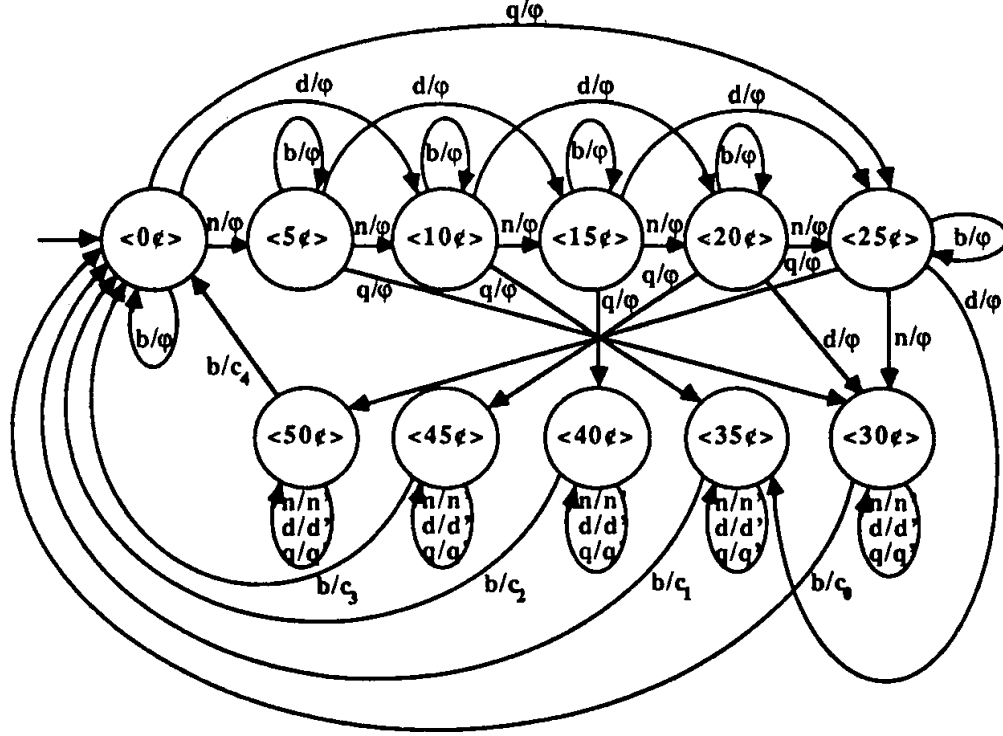 q/φ
d/φ d/φ d/φ d/φ
b/φ b/φ b/φ b/φ
<0¢> n/φ <5¢> n/φ <10¢> n/φ <15¢> n/φ <20¢> n/φ <25¢> b/φ
q/φ q/φ q/φ q/φ q/φ d/φ
b/φ b/c₄ d/φ n/φ
<50¢> <45¢> <40¢> <35¢> <30¢>
n/n' n/n' n/n' n/n' n/n'
d/d' d/d' d/d' d/d' d/d'
q/q' q/q' q/q' q/q' q/q'
b/c₃ b/c₂ b/c₁ b/c₀